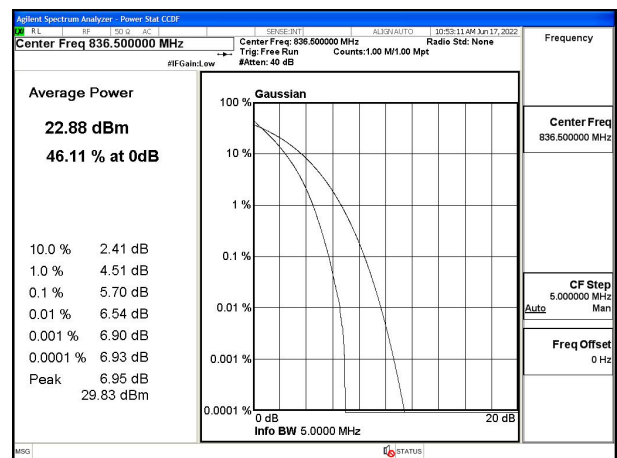 Agilent Spectrum Analyzer - Power Stat CCDF
LXI RL RF 50 Ω AC SENSE:INT ALIGN AUTO 10:53:11 AM Jun 17, 2022
Center Freq 836.500000 MHz
Center Freq: 836.500000 MHz Radio Std: None
Trig: Free Run Counts:1.00 M/1.00 Mpt
#IFGain:Low #Atten: 40 dB
Frequency
Average Power
22.88 dBm
46.11 % at 0dB
10.0 % 2.41 dB
1.0 % 4.51 dB
0.1 % 5.70 dB
0.01 % 6.54 dB
0.001 % 6.90 dB
0.0001 % 6.93 dB
Peak 6.95 dB
29.83 dBm
Gaussian
100 %
10 %
1 %
0.1 %
0.01 %
0.001 %
0.0001 %
0 dB 20 dB
Info BW 5.0000 MHz
Center Freq
836.500000 MHz
CF Step
5.000000 MHz
Auto Man
Freq Offset
0 Hz
MSG STATUS